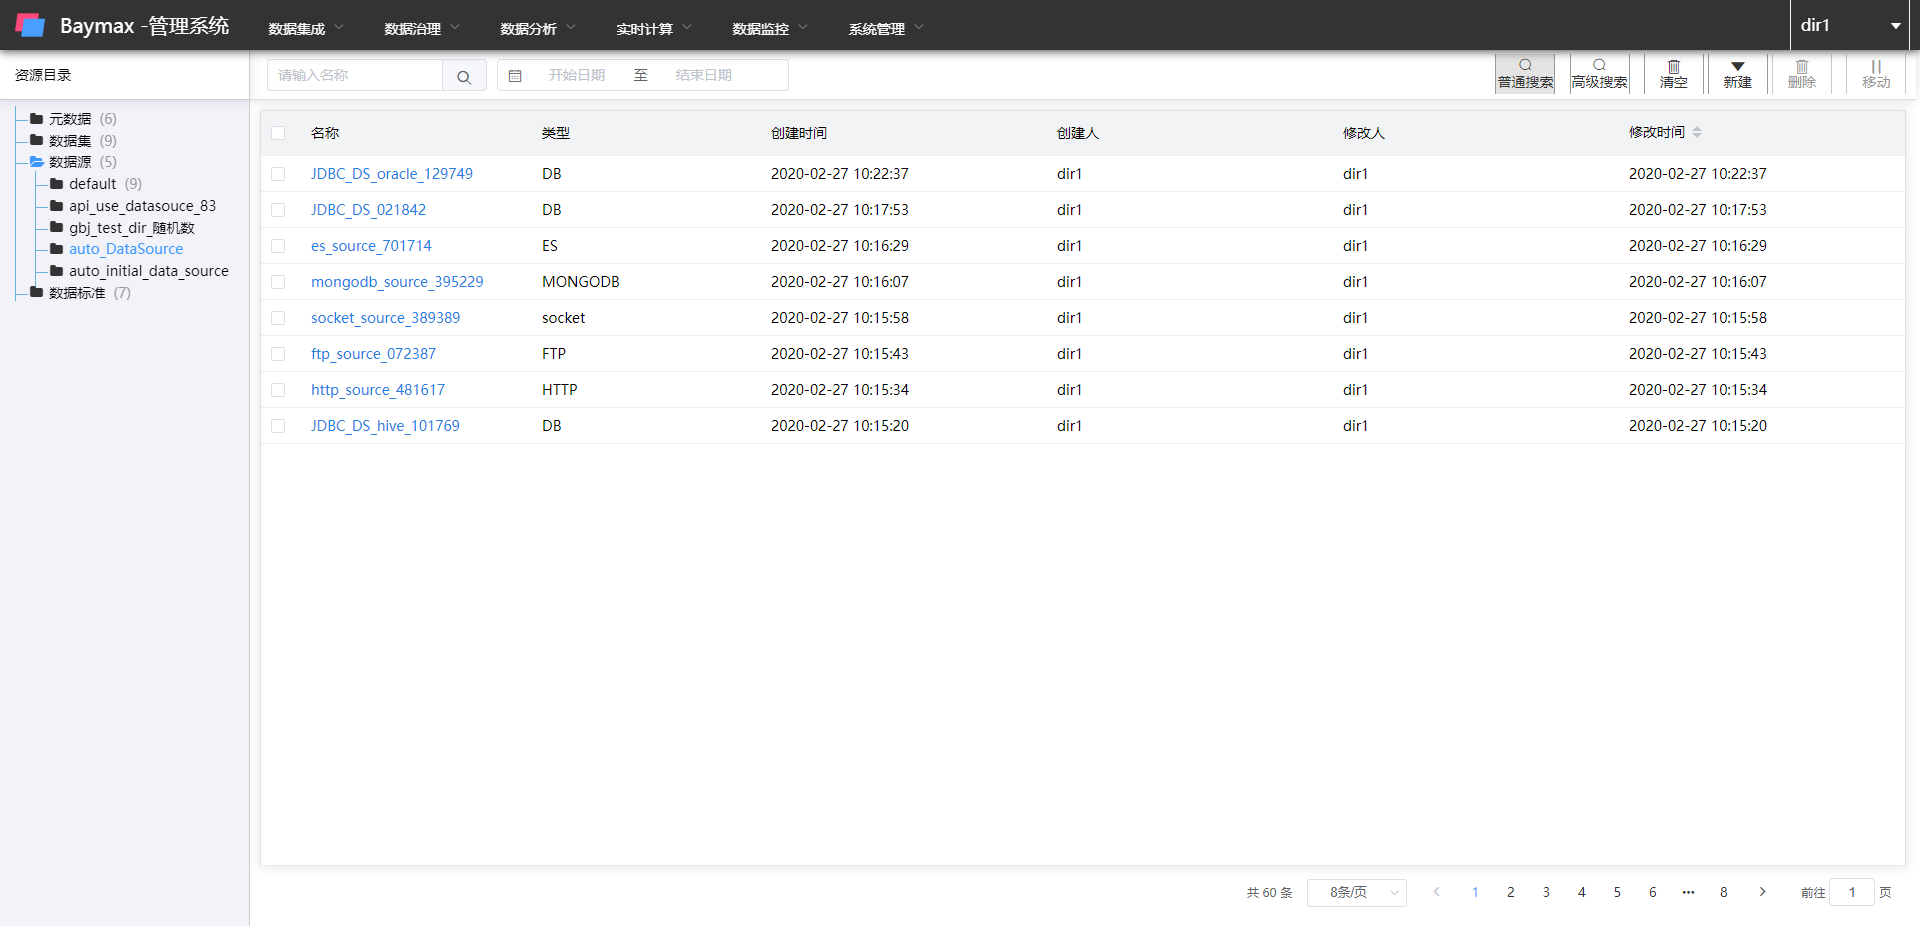 Baymax -管理系统 数据集成 数据治理 数据分析 实时计算 数据监控 系统管理 dir1
资源目录 请输入名称 开始日期 至 结束日期 普通搜索 高级搜索 清空 新建 删除 移动
元数据 (6)
数据集 (9)
数据源 (5)
default (9)
api_use_datasouce_83
gbj_test_dir_随机数
auto_DataSource
auto_initial_data_source
数据标准 (7)
名称 类型 创建时间 创建人 修改人 修改时间
JDBC_DS_oracle_129749 DB 2020-02-27 10:22:37 dir1 dir1 2020-02-27 10:22:37
JDBC_DS_021842 DB 2020-02-27 10:17:53 dir1 dir1 2020-02-27 10:17:53
es_source_701714 ES 2020-02-27 10:16:29 dir1 dir1 2020-02-27 10:16:29
mongodb_source_395229 MONGODB 2020-02-27 10:16:07 dir1 dir1 2020-02-27 10:16:07
socket_source_389389 socket 2020-02-27 10:15:58 dir1 dir1 2020-02-27 10:15:58
ftp_source_072387 FTP 2020-02-27 10:15:43 dir1 dir1 2020-02-27 10:15:43
http_source_481617 HTTP 2020-02-27 10:15:34 dir1 dir1 2020-02-27 10:15:34
JDBC_DS_hive_101769 DB 2020-02-27 10:15:20 dir1 dir1 2020-02-27 10:15:20
共 60 条 8条/页 1 2 3 4 5 6 ··· 8 前往 1 页